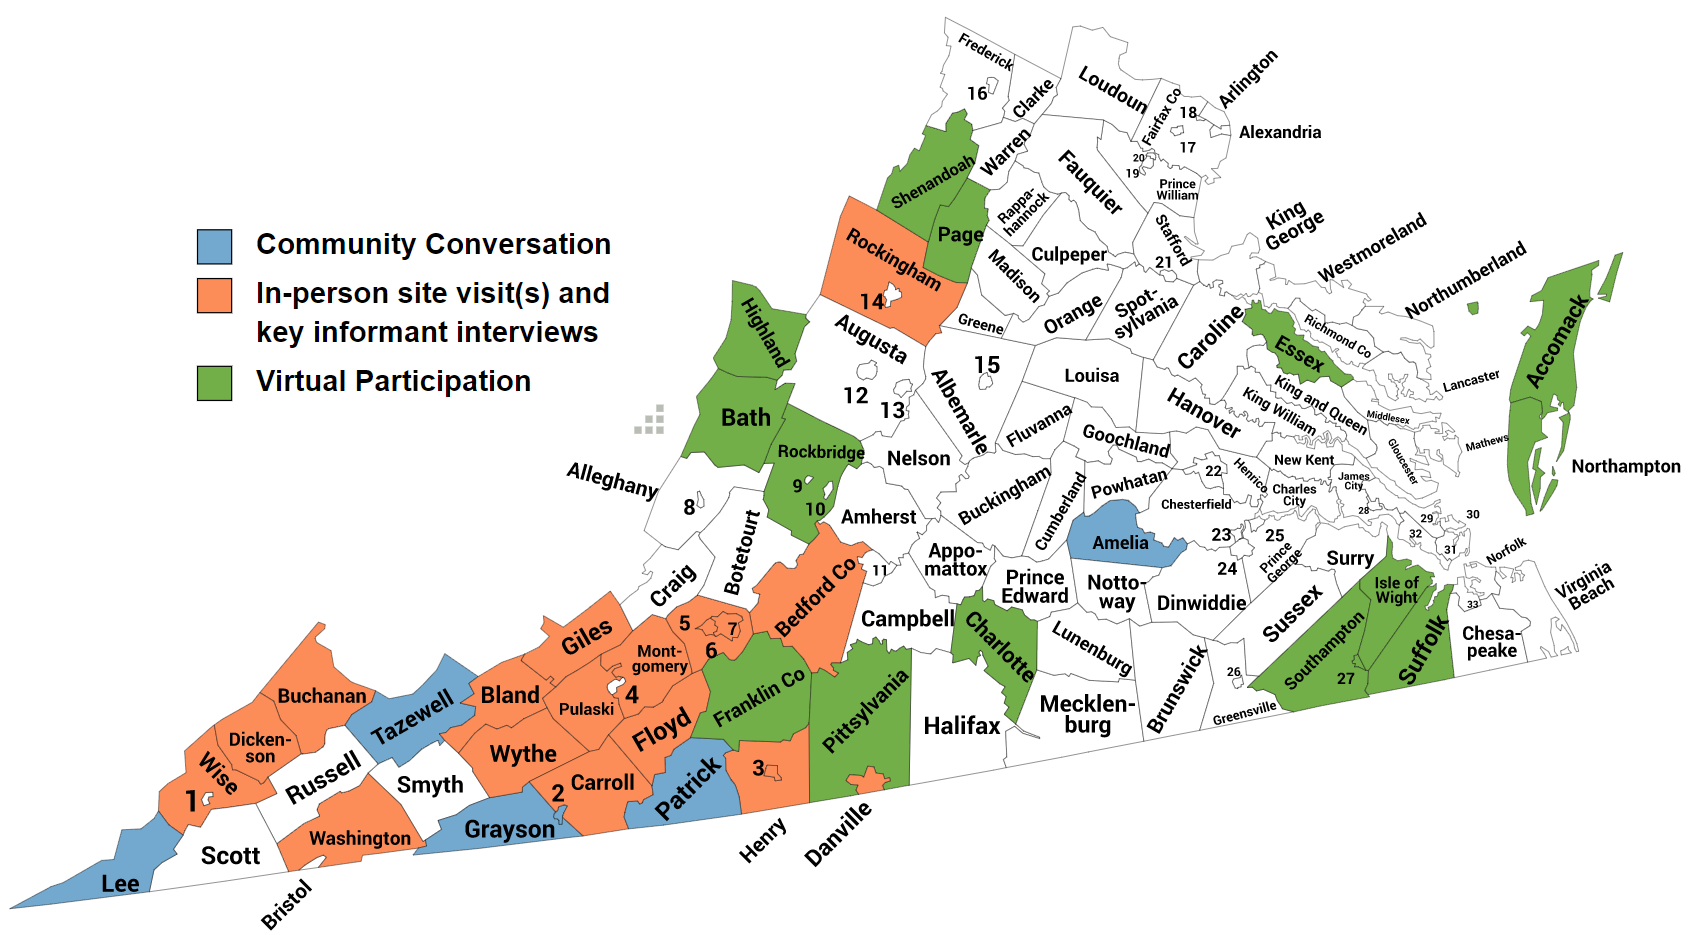 Community Conversation
In-person site visit(s) and
key informant interviews
Virtual Participation
Frederick
16
Clarke
Loudoun
Fairfax Co
18
17
20
19
Arlington
Alexandria
Shenandoah
Warren
Fauquier
Prince
William
Rappa-
hannock
Page
Rockingham
14
Culpeper
Stafford
21
King
George
Westmoreland
Northumberland
Madison
Highland
Augusta
12
13
Greene
Orange
Spot-
sylvania
Caroline
Richmond Co
Essex
Accomack
Lancaster
15
Albemarle
Louisa
Hanover
King and Queen
King William
Middlesex
Mathews
Gloucester
Northampton
Bath
Rockbridge
9
10
Nelson
Fluvanna
Goochland
Alleghany
8
Botetourt
Amherst
Buckingham
Cumberland
Powhatan
22
Henrico
New Kent
Charles
City
James
City
28
29
30
31
32
Chesterfield
23
24
25
Prince
George
Surry
Norfolk
Virginia
Beach
Amelia
Appo-
mattox
Prince
Edward
Notto-
way
Dinwiddie
Sussex
Isle of
Wight
33
Chesa-
peake
Suffolk
Southampton
27
Craig
11
Bedford Co
Campbell
Charlotte
Lunenburg
Brunswick
26
Greensville
Mecklen-
burg
Halifax
Giles
5
6
7
Mont-
gomery
4
Pulaski
Floyd
Franklin Co
Pittsylvania
Buchanan
Tazewell
Bland
Dicken-
son
Wise
1
Russell
Smyth
Wythe
2
Carroll
Patrick
3
Henry
Danville
Grayson
Washington
Bristol
Scott
Lee